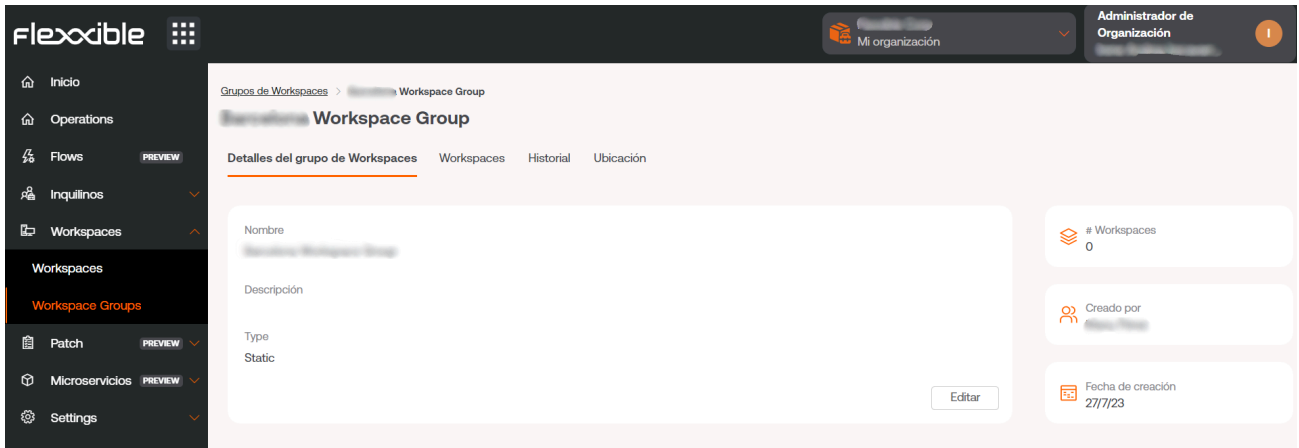 Flexxible
Mi organización
Administrador de
Organización
I
Inicio
Operations
Flows PREVIEW
Inquilinos
Workspaces
Workspaces
Workspace Groups
Patch PREVIEW
Microservicios PREVIEW
Settings
Grupos de Workspaces > Workspace Group
Workspace Group
Detalles del grupo de Workspaces Workspaces Historial Ubicación
Nombre
Descripción
Type
Static
Editar
# Workspaces
0
Creado por
Fecha de creación
27/7/23